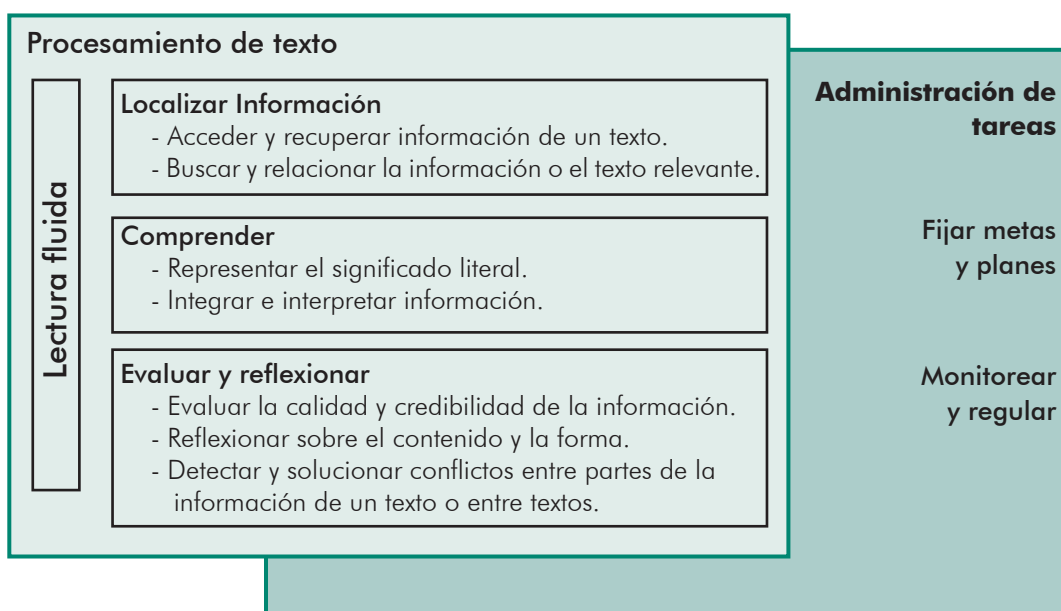 Procesamiento de texto
Lectura fluida
Localizar Información
- Acceder y recuperar información de un texto.
- Buscar y relacionar la información o el texto relevante.
Comprender
- Representar el significado literal.
- Integrar e interpretar información.
Evaluar y reflexionar
- Evaluar la calidad y credibilidad de la información.
- Reflexionar sobre el contenido y la forma.
- Detectar y solucionar conflictos entre partes de la
información de un texto o entre textos.
Administración de
tareas
Fijar metas
y planes
Monitorear
y regular